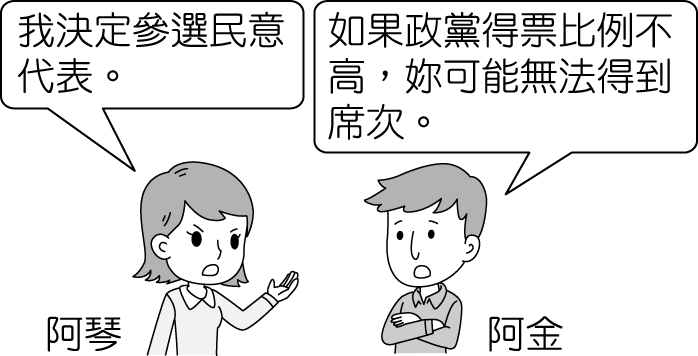 我決定參選民意
代表。
如果政黨得票比例不
高，妳可能無法得到
席次。
阿琴
阿金